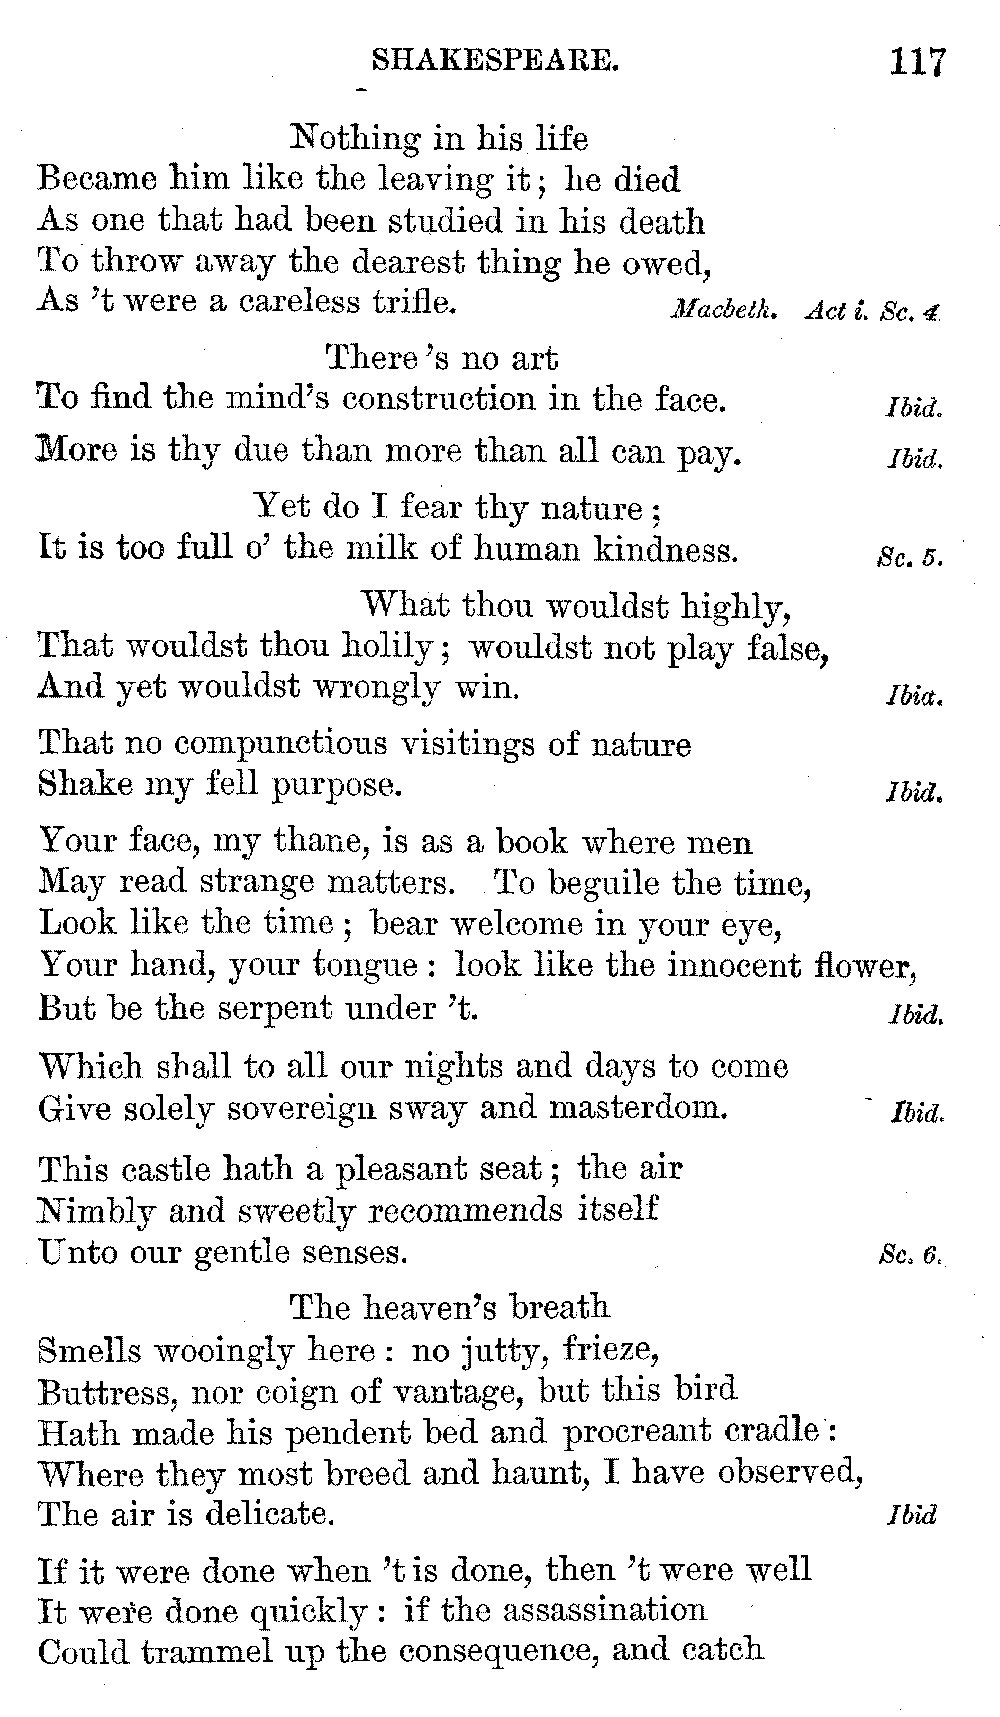 SHAKESPEARE. 117
Nothing in his life
Became him like the leaving it; he died
As one that had been studied in his death
To throw away the dearest thing he owed,
As 't were a careless trifle. Macbeth. Act i. Sc. 4.
There's no art
To find the mind's construction in the face. Ibid.
More is thy due than more than all can pay. Ibid.
Yet do I fear thy nature;
It is too full o' the milk of human kindness. Sc. 5.
What thou wouldst highly,
That wouldst thou holily; wouldst not play false,
And yet wouldst wrongly win. Ibid.
That no compunctious visitings of nature
Shake my fell purpose. Ibid.
Your face, my thane, is as a book where men
May read strange matters. To beguile the time,
Look like the time; bear welcome in your eye,
Your hand, your tongue: look like the innocent flower,
But be the serpent under 't. Ibid.
Which shall to all our nights and days to come
Give solely sovereign sway and masterdom. Ibid.
This castle hath a pleasant seat; the air
Nimbly and sweetly recommends itself
Unto our gentle senses. Sc. 6.
The heaven's breath
Smells wooingly here: no jutty, frieze,
Buttress, nor coign of vantage, but this bird
Hath made his pendent bed and procreant cradle:
Where they most breed and haunt, I have observed,
The air is delicate. Ibid
If it were done when 't is done, then 't were well
It were done quickly: if the assassination
Could trammel up the consequence, and catch